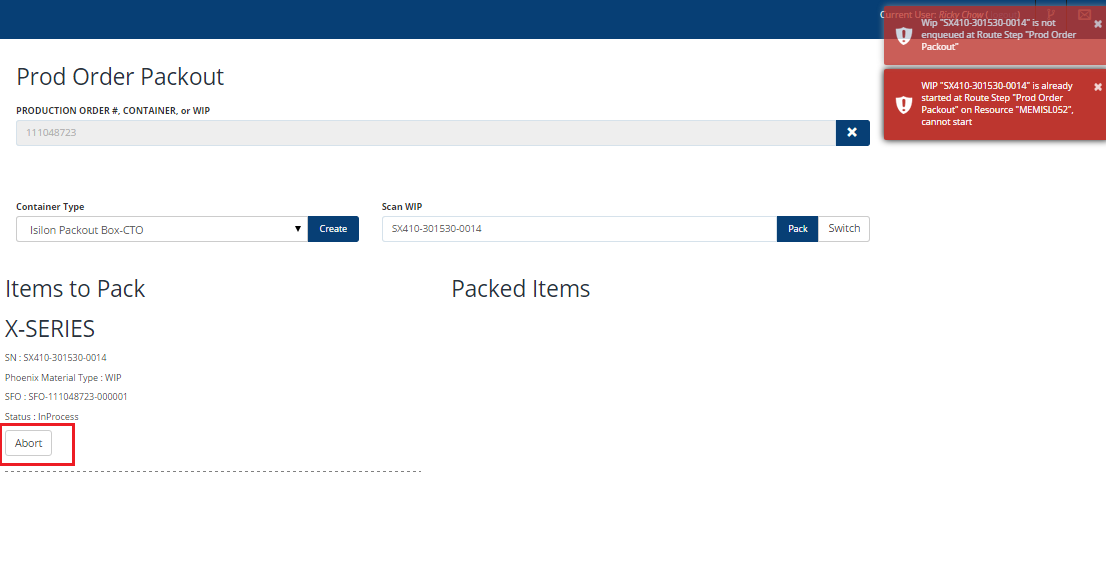 Current User: Ricky Chow (
Wip "SX410-301530-0014" is not
enqueued at Route Step "Prod Order
Packout"
WIP "SX410-301530-0014" is already
started at Route Step "Prod Order
Packout" on Resource "MEMISL052",
cannot start
Prod Order Packout
PRODUCTION ORDER #, CONTAINER, or WIP
111048723
Container Type
Scan WIP
Isilon Packout Box-CTO
Create
SX410-301530-0014
Pack
Switch
Items to Pack
Packed Items
X-SERIES
SN : SX410-301530-0014
Phoenix Material Type : WIP
SFO : SFO-111048723-000001
Status : InProcess
Abort